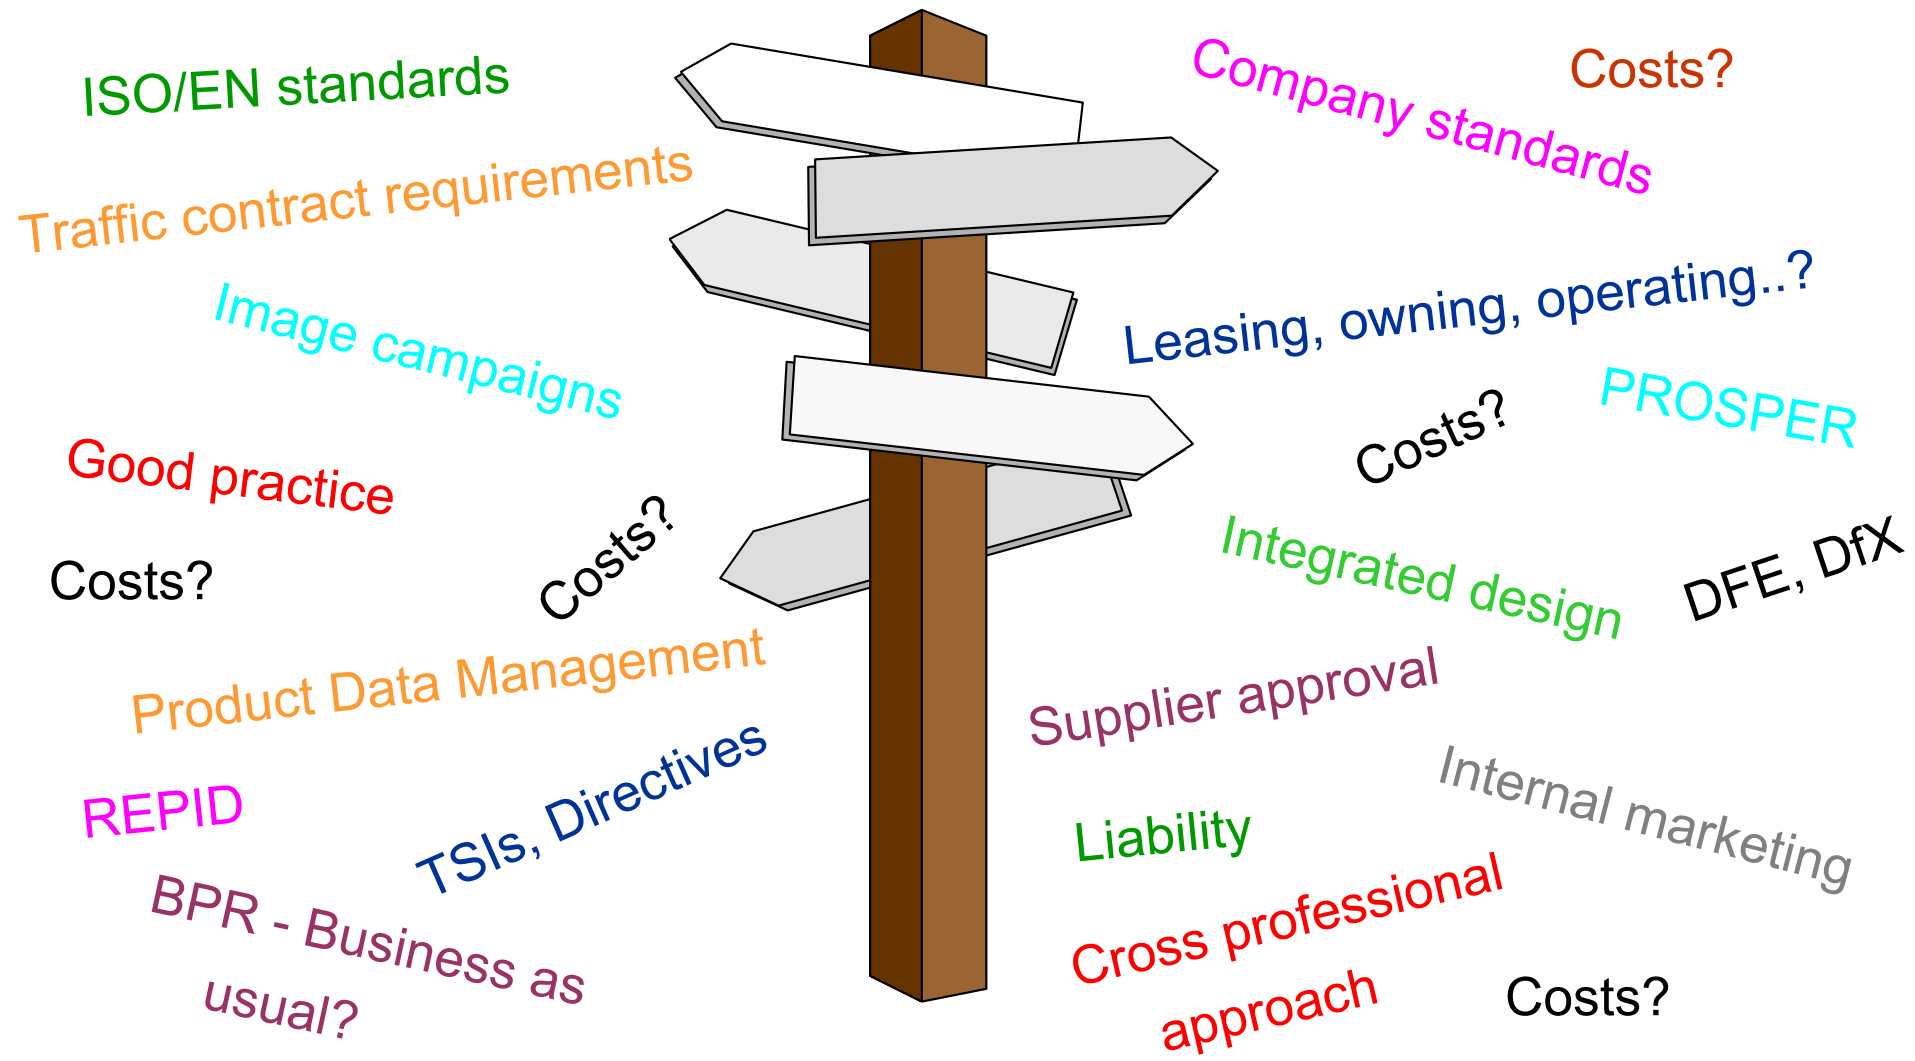 ISO/EN standards
Traffic contract requirements
Image campaigns
Good practice
Costs?
Costs?
Product Data Management
REPID
TSIs, Directives
BPR - Business as
usual?
Company standards
Costs?
Leasing, owning, operating..?
Costs?
PROSPER
Integrated design
DFE, DfX
Supplier approval
Internal marketing
Liability
Cross professional
approach
Costs?